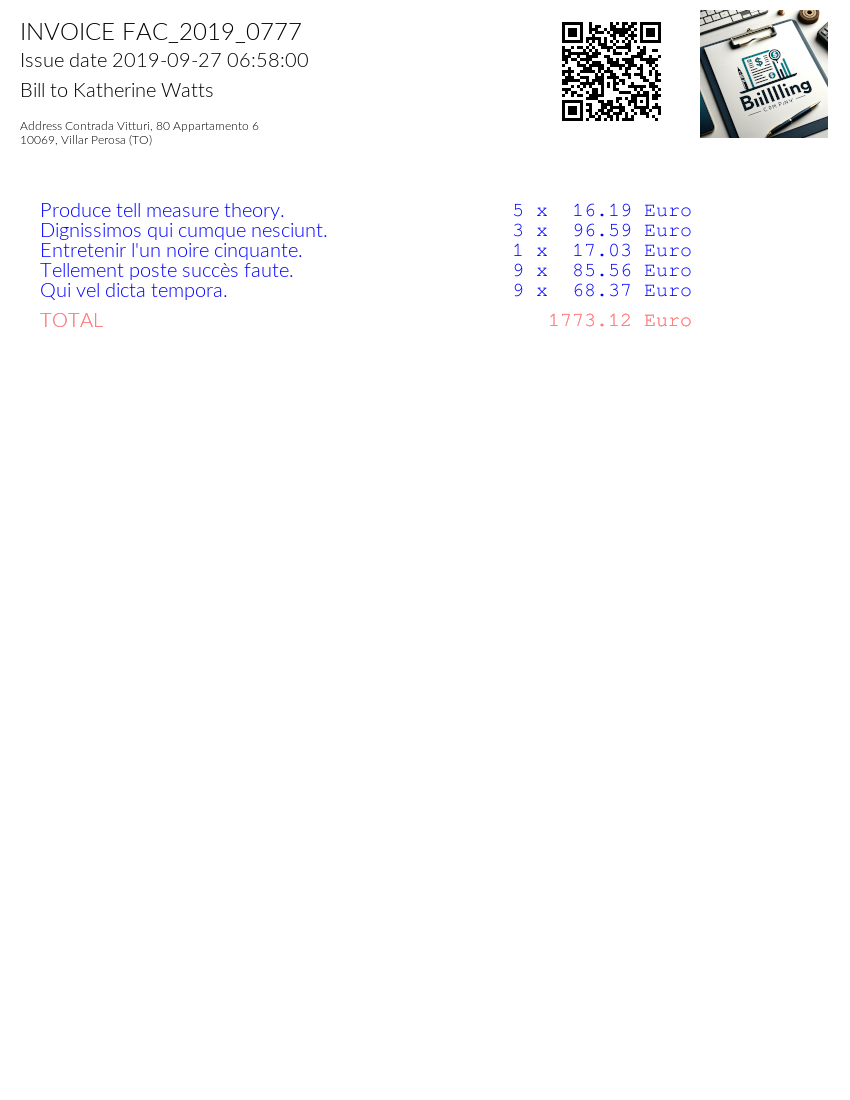 INVOICE FAC_2019_0777
Issue date 2019-09-27 06:58:00
Bill to Katherine Watts
Address Contrada Vitturi, 80 Appartamento 6
10069, Villar Perosa (TO)
Biillling
COMPANY
Produce tell measure theory. 5 x 16.19 Euro
Dignissimos qui cumque nesciunt. 3 x 96.59 Euro
Entretenir l'un noire cinquante. 1 x 17.03 Euro
Tellement poste succès faute. 9 x 85.56 Euro
Qui vel dicta tempora. 9 x 68.37 Euro
TOTAL 1773.12 Euro